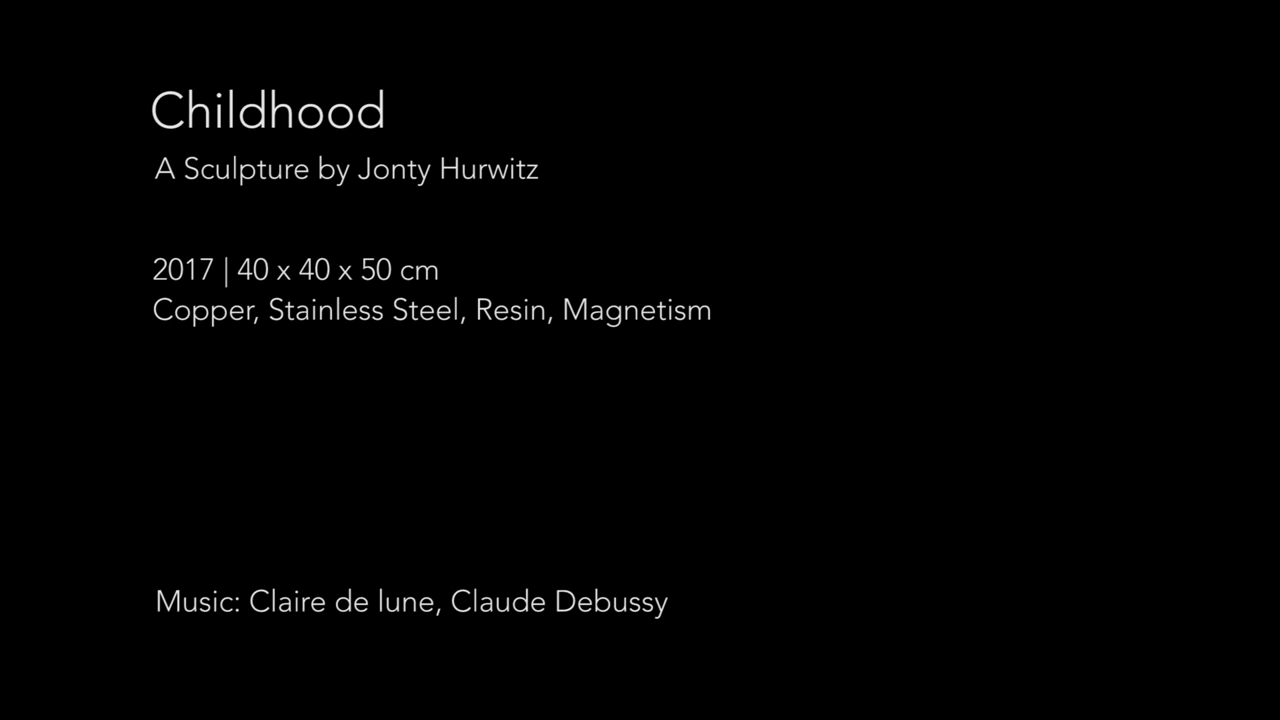 Childhood
A Sculpture by Jonty Hurwitz
2017 | 40 x 40 x 50 cm
Copper, Stainless Steel, Resin, Magnetism
Music: Claire de lune, Claude Debussy